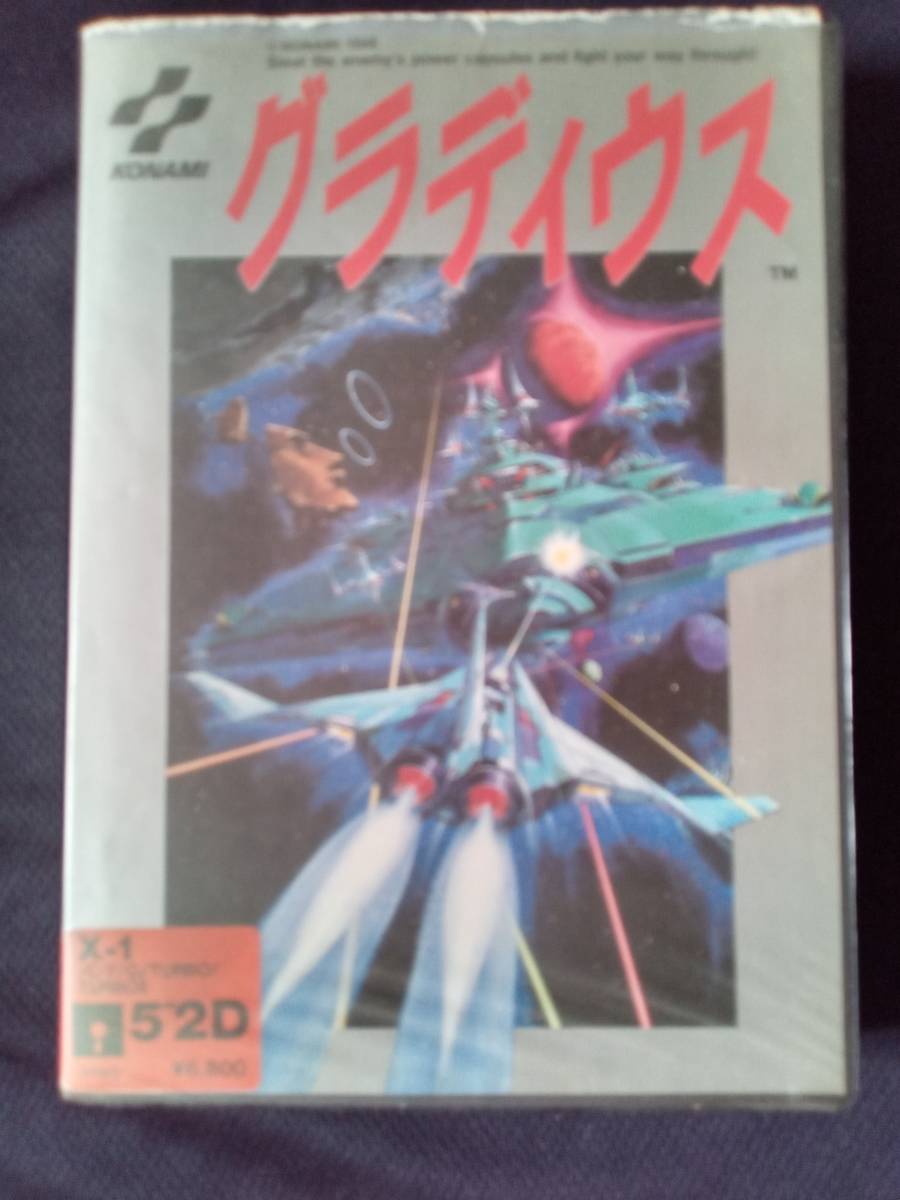 © KONAMI
Shoot the enemy's power capsules and fight your way through!
KONAMI
グラディウス
TM
X-1
/TURBO/
5"2D
¥6,800